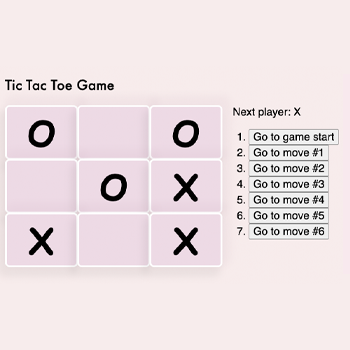 Tic Tac Toe Game
O O
O X
X X
Next player: X
1. Go to game start
2. Go to move #1
3. Go to move #2
4. Go to move #3
5. Go to move #4
6. Go to move #5
7. Go to move #6